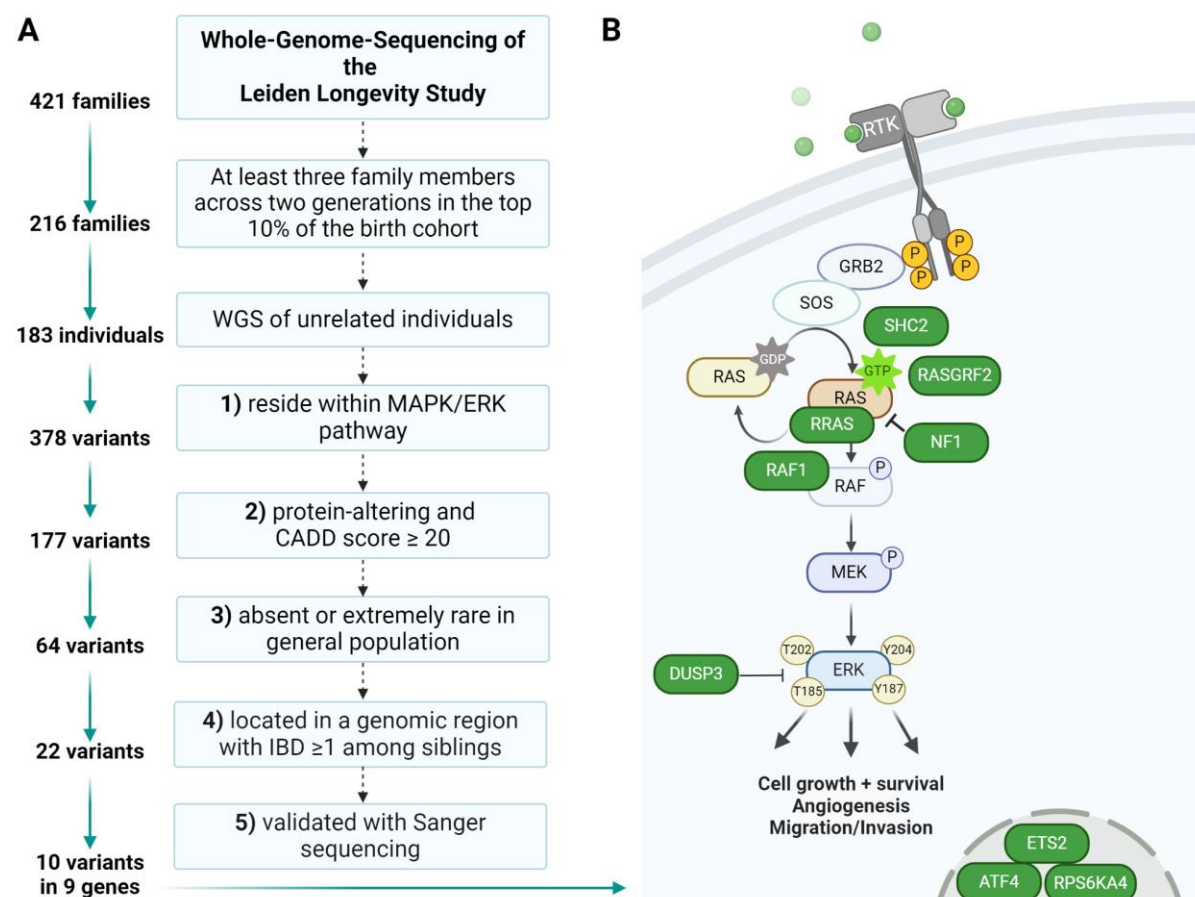 A
Whole-Genome-Sequencing of
the
Leiden Longevity Study
421 families
At least three family members
across two generations in the top
10% of the birth cohort
216 families
WGS of unrelated individuals
183 individuals
1) reside within MAPK/ERK
pathway
378 variants
2) protein-altering and
CADD score ≥ 20
177 variants
3) absent or extremely rare in
general population
64 variants
4) located in a genomic region
with IBD ≥1 among siblings
22 variants
5) validated with Sanger
sequencing
10 variants
in 9 genes
B
RTK
P
P
P
P
GRB2
SOS
SHC2
GDP
GTP
RAS
RASGRF2
RAS
RRAS
NF1
RAF1
P
RAF
P
MEK
T202
Y204
DUSP3
ERK
T185
Y187
Cell growth + survival
Angiogenesis
Migration/Invasion
ETS2
ATF4
RPS6KA4